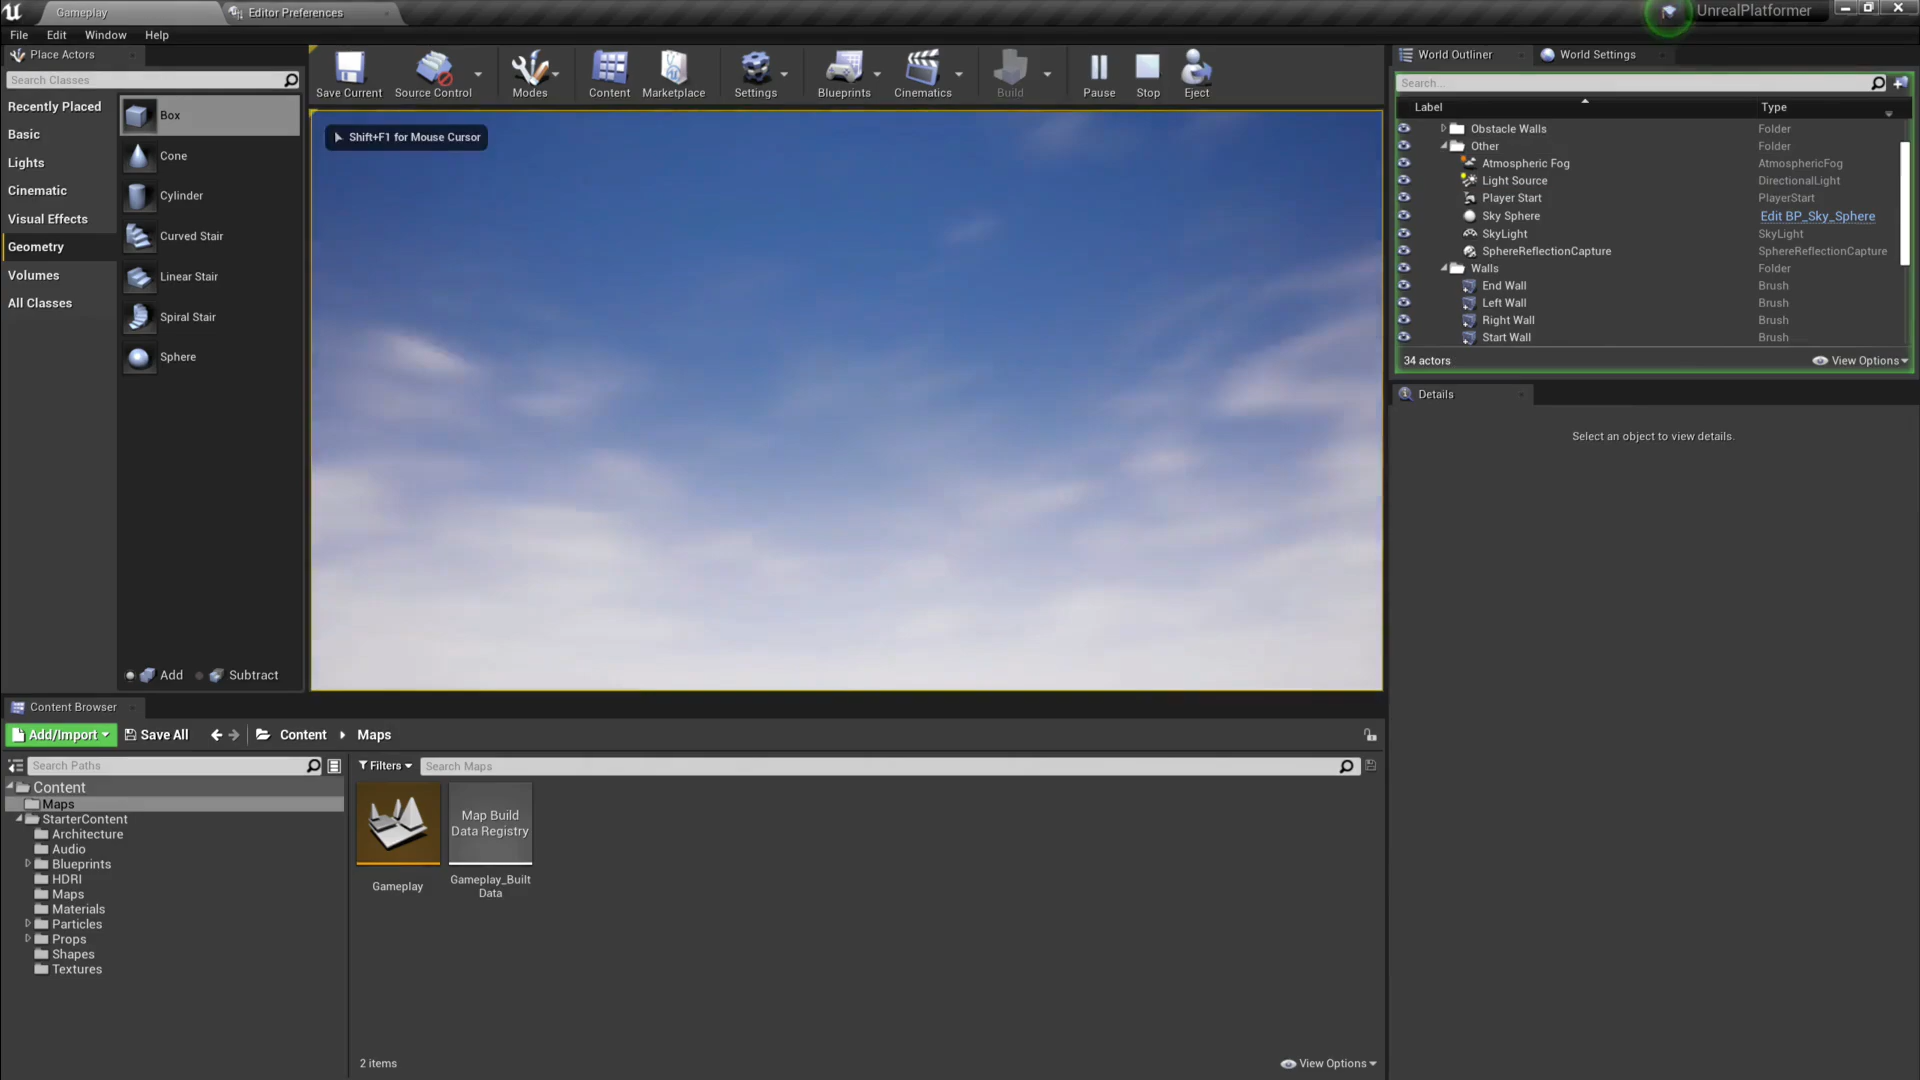 Gameplay
Editor Preferences
UnrealPlatformer
File Edit Window Help
Place Actors
Search Classes
Recently Placed
Basic
Lights
Cinematic
Visual Effects
Geometry
Volumes
All Classes
Box
Cone
Cylinder
Curved Stair
Linear Stair
Spiral Stair
Sphere
Add Subtract
Save Current Source Control Modes Content Marketplace Settings Blueprints Cinematics Build Pause Stop Eject
Shift+F1 for Mouse Cursor
World Outliner World Settings
Search...
Label Type
Obstacle Walls Folder
Other Folder
Atmospheric Fog AtmosphericFog
Light Source DirectionalLight
Player Start PlayerStart
Sky Sphere Edit BP_Sky_Sphere
SkyLight SkyLight
SphereReflectionCapture SphereReflectionCapture
Walls Folder
End Wall Brush
Left Wall Brush
Right Wall Brush
Start Wall Brush
34 actors View Options
Details
Select an object to view details.
Content Browser
Add/Import Save All Content Maps
Search Paths
Filters Search Maps
Content
Maps
StarterContent
Architecture
Audio
Blueprints
HDRI
Maps
Materials
Particles
Props
Shapes
Textures
Map Build
Data Registry
Gameplay
Gameplay_Built
Data
2 items View Options